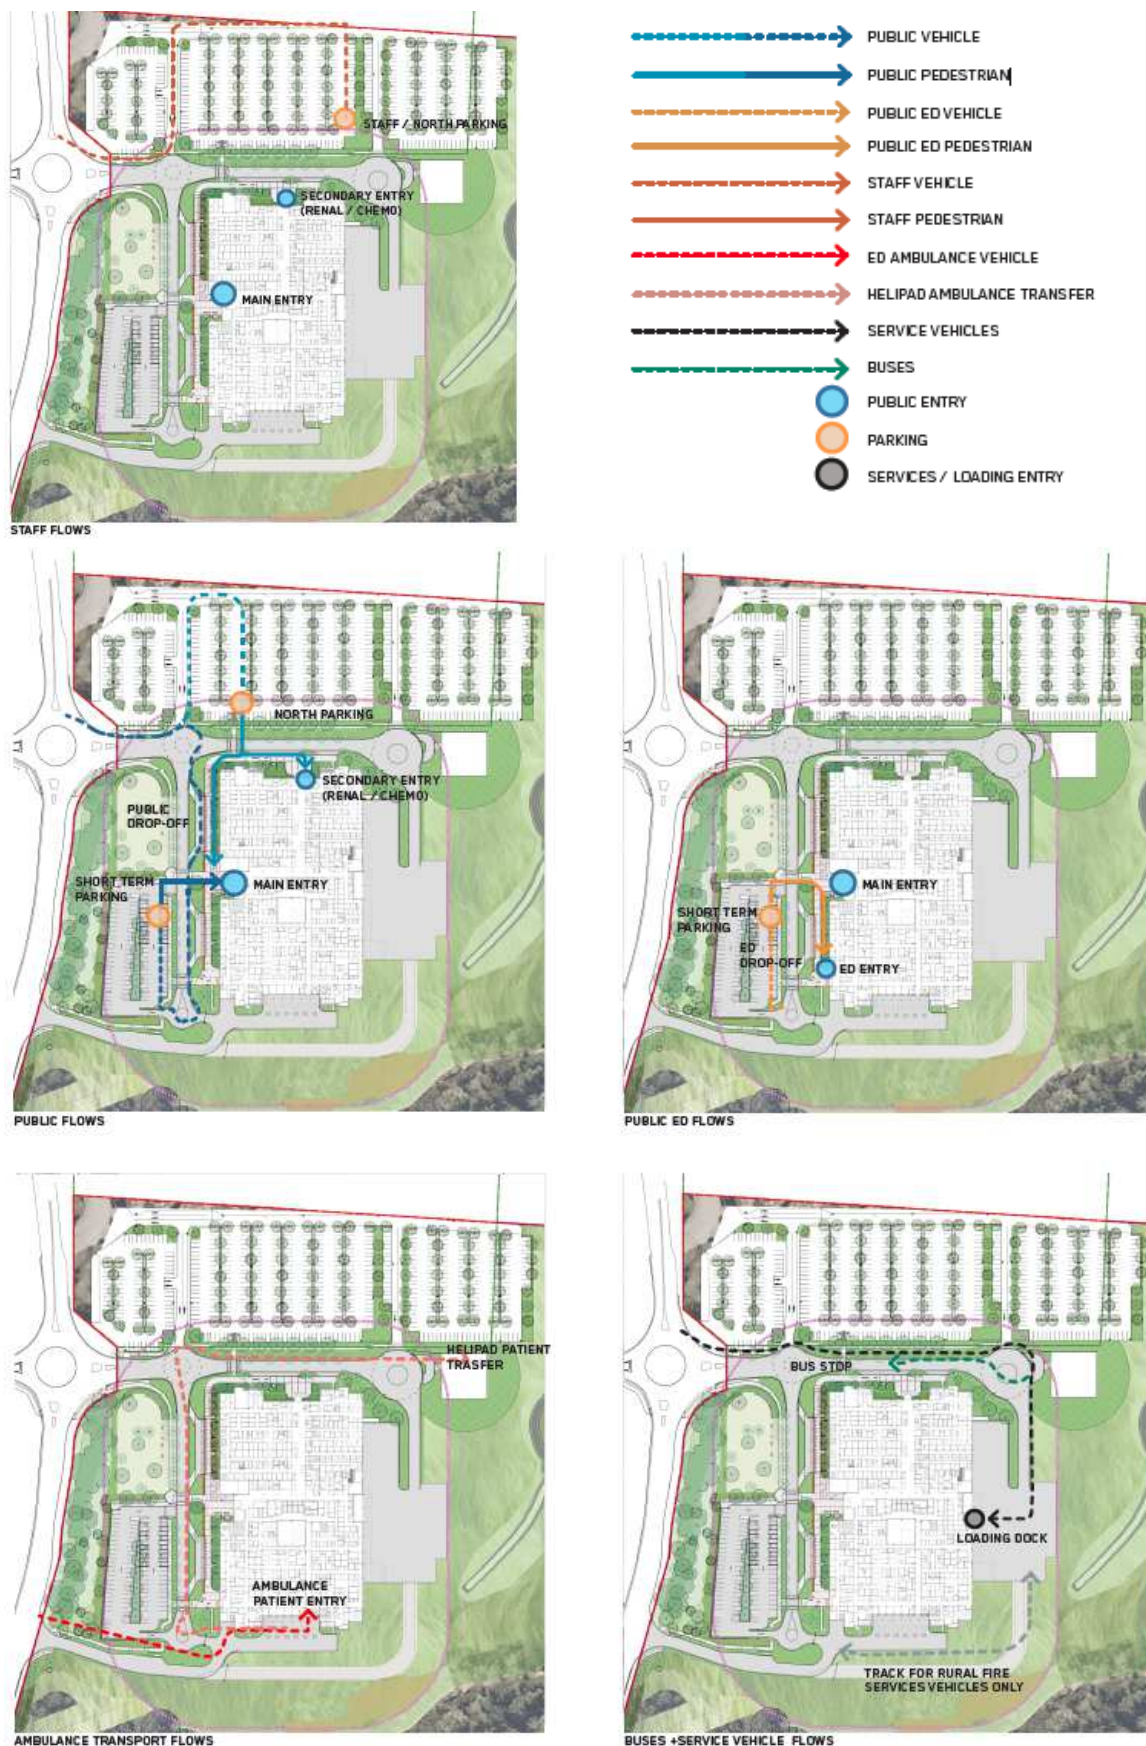 PUBLIC VEHICLE
PUBLIC PEDESTRIAN
PUBLIC ED VEHICLE
PUBLIC ED PEDESTRIAN
STAFF VEHICLE
STAFF PEDESTRIAN
ED AMBULANCE VEHICLE
HELIPAD AMBULANCE TRANSFER
SERVICE VEHICLES
BUSES
PUBLIC ENTRY
PARKING
SERVICES / LOADING ENTRY
STAFF / NORTH PARKING
SECONDARY ENTRY
(RENAL / CHEMO)
MAIN ENTRY
STAFF FLOWS
NORTH PARKING
SECONDARY ENTRY
(RENAL / CHEMO)
PUBLIC
DROP-OFF
SHORT TERM
PARKING
MAIN ENTRY
PUBLIC FLOWS
MAIN ENTRY
SHORT TERM
PARKING
ED
DROP-OFF
ED ENTRY
PUBLIC ED FLOWS
HELIPAD PATIENT
TRASFER
AMBULANCE
PATIENT ENTRY
AMBULANCE TRANSPORT FLOWS
BUS STOP
LOADING DOCK
TRACK FOR RURAL FIRE
SERVICES VEHICLES ONLY
BUSES +SERVICE VEHICLE FLOWS